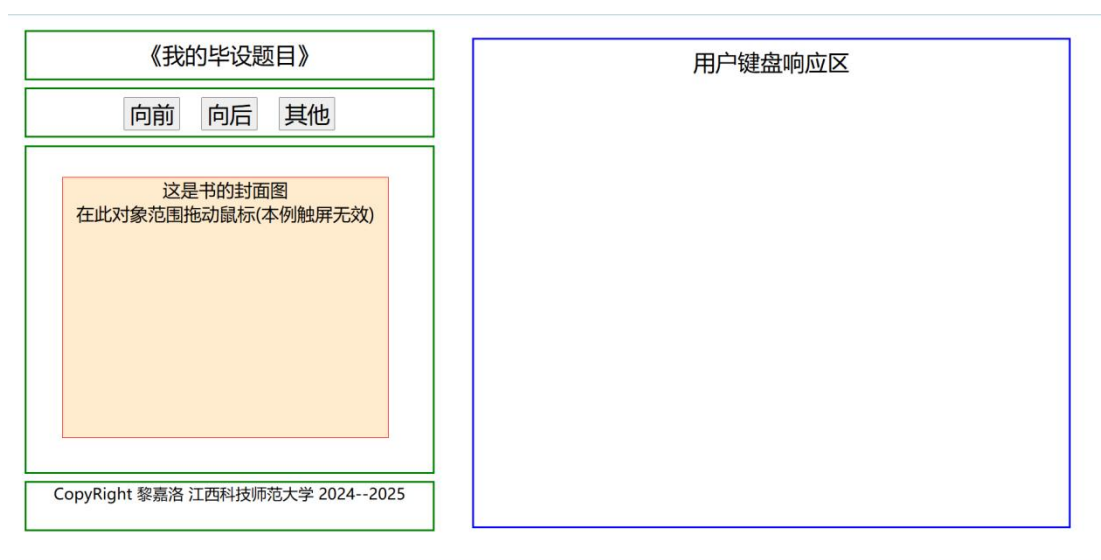 《我的毕设题目》
向前 向后 其他
这是书的封面图
在此对象范围拖动鼠标(本例触屏无效)
CopyRight 黎嘉洛 江西科技师范大学 2024--2025
用户键盘响应区